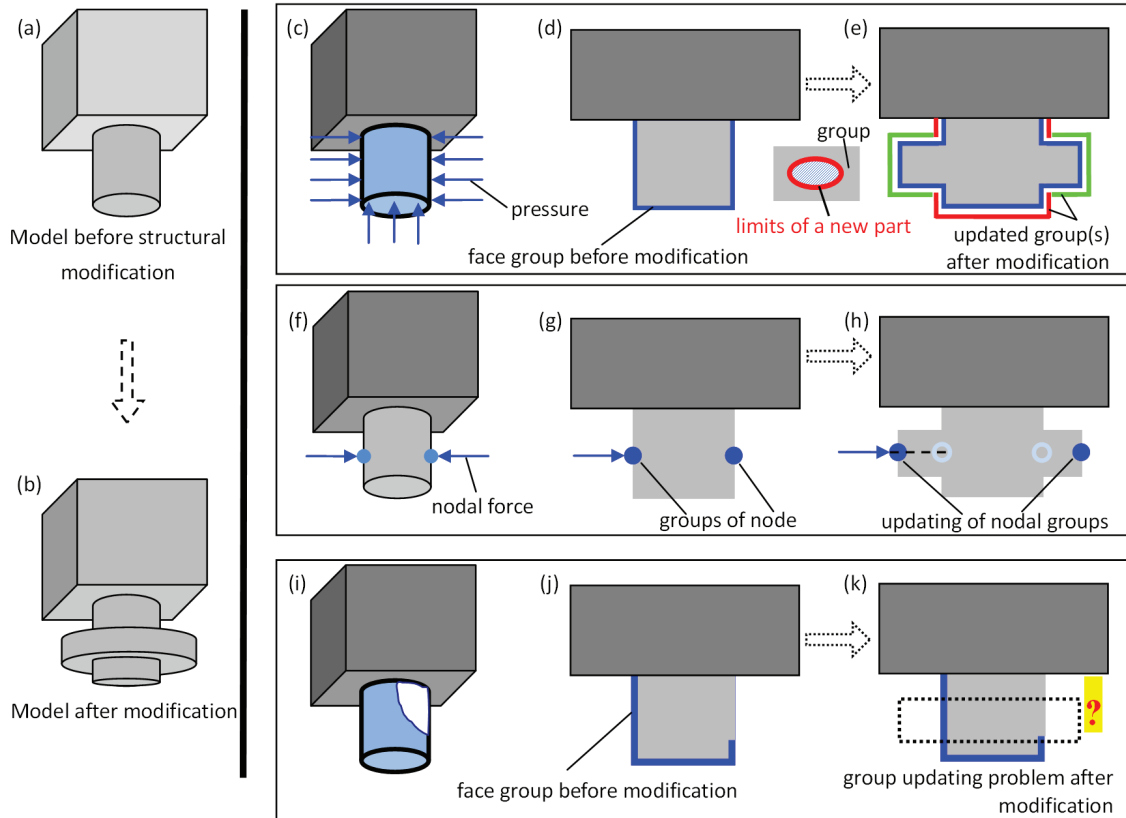 (a)
Model before structural
modification
(b)
Model after modification
(c)
pressure
(d)
face group before modification
group
limits of a new part
(e)
updated group(s)
after modification
(f)
nodal force
(g)
groups of node
(h)
updating of nodal groups
(i)
(j)
face group before modification
(k)
?
group updating problem after
modification